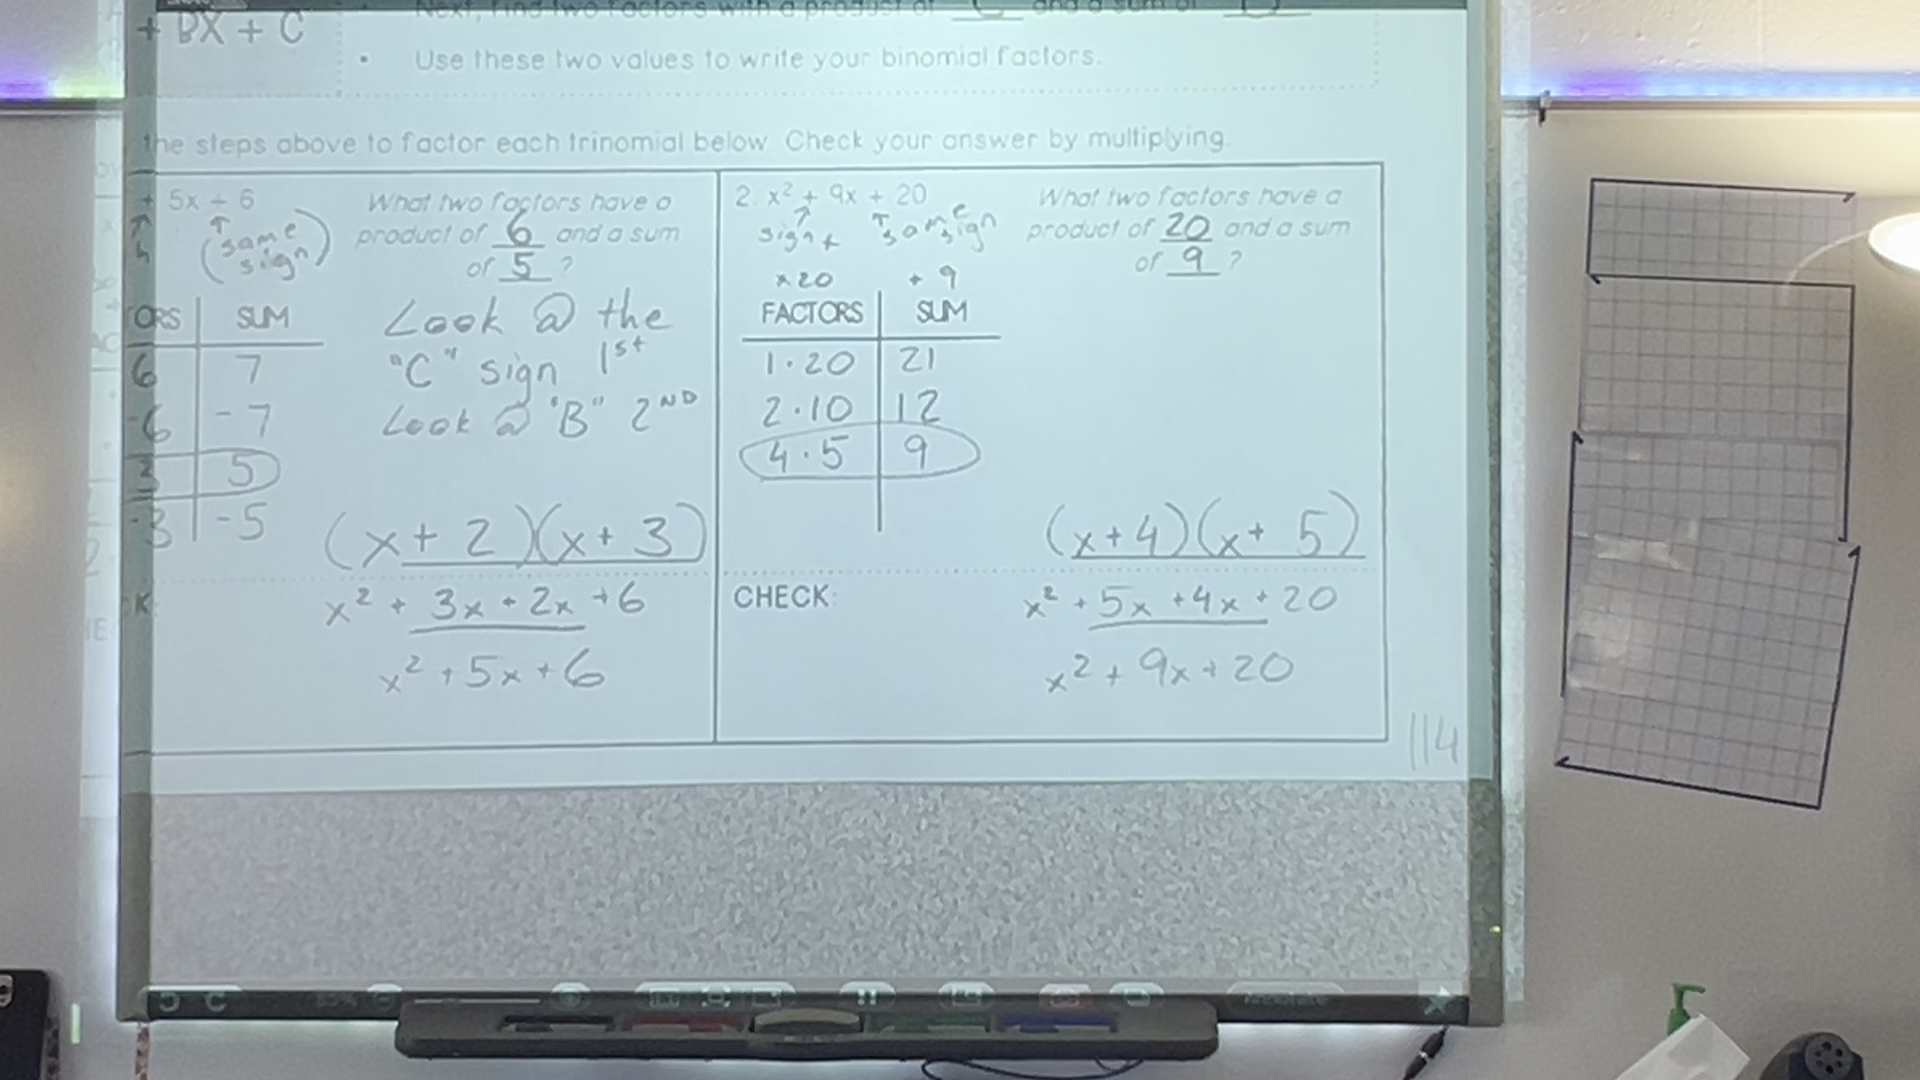 + BX + C
Next, find two factors with a product of C and a sum of B
• Use these two values to write your binomial factors.
the steps above to factor each trinomial below. Check your answer by multiplying.
+ 5x + 6
(same sign)
What two factors have a
product of 6 and a sum
of 5 ?
ORS SUM
6 7
-6 -7
3 5
-3 -5
Look @ the
"C" sign 1st
Look @ "B" 2ND
(x + 2)(x + 3)
K:
x² + 3x + 2x + 6
x² + 5x + 6
2. x² + 9x + 20
sign + same sign
What two factors have a
product of 20 and a sum
of 9 ?
×20 + 9
FACTORS SUM
1·20 21
2·10 12
4·5 9
(x+4)(x+ 5)
CHECK:
x² + 5x + 4x + 20
x² + 9x + 20
114